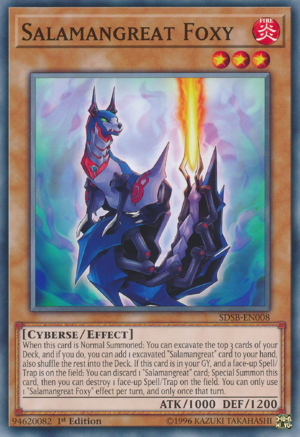 Salamangreat Foxy
FIRE
炎
SDSB-EN008
[Cyberse/Effect]
When this card is Normal Summoned: You can excavate the top 3 cards of your
Deck, and if you do, you can add 1 excavated "Salamangreat" card to your hand,
also shuffle the rest into the Deck. If this card is in your GY, and a face-up Spell/
Trap is on the field: You can discard 1 "Salamangreat" card; Special Summon this
card, then you can destroy 1 face-up Spell/Trap on the field. You can only use
1 "Salamangreat Foxy" effect per turn, and only once that turn.
ATK/1000 DEF/1200
94620082 1st Edition ©1996 KAZUKI TAKAHASHI